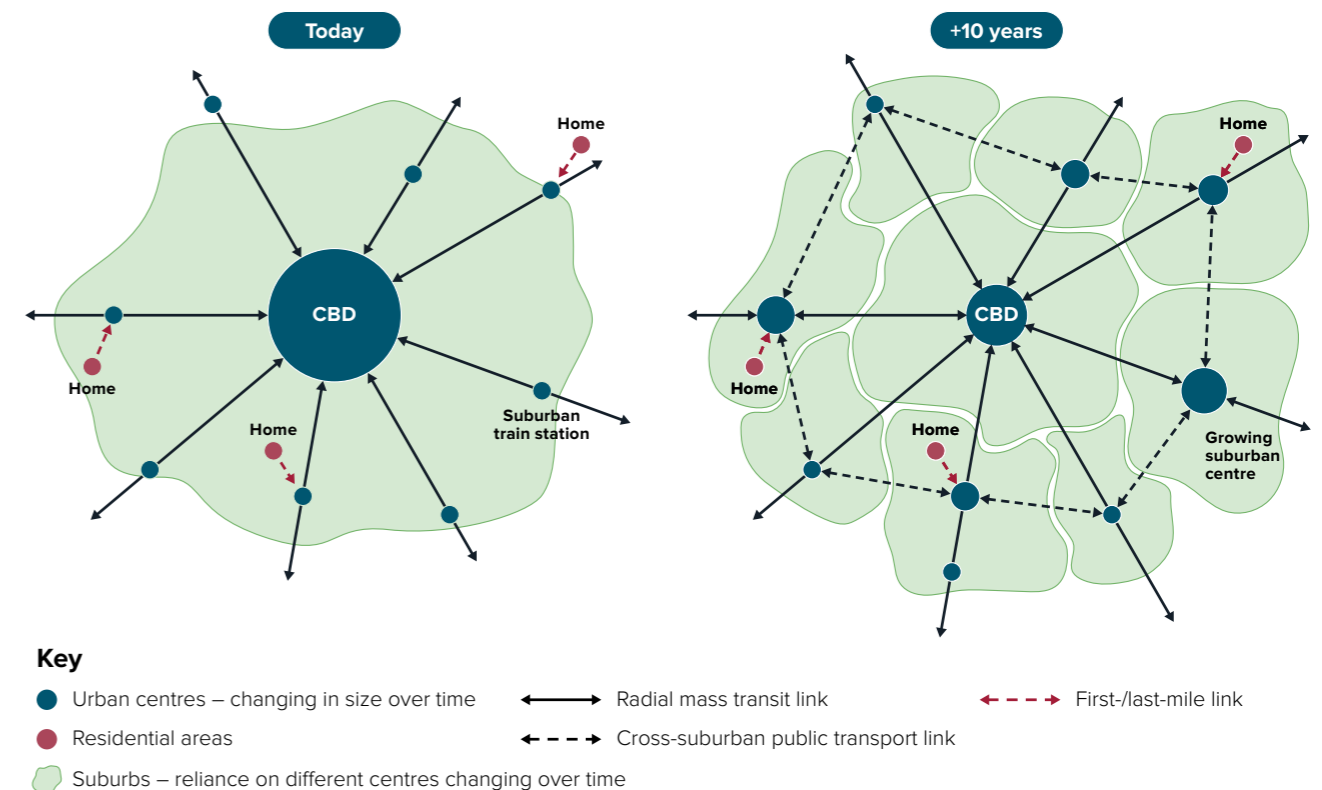 Today
Home
CBD
Home
Suburban
train station
Home
+10 years
Home
CBD
Home
Home
Growing
suburban
centre
Key
Urban centres – changing in size over time
Radial mass transit link
First-/last-mile link
Residential areas
Cross-suburban public transport link
Suburbs – reliance on different centres changing over time